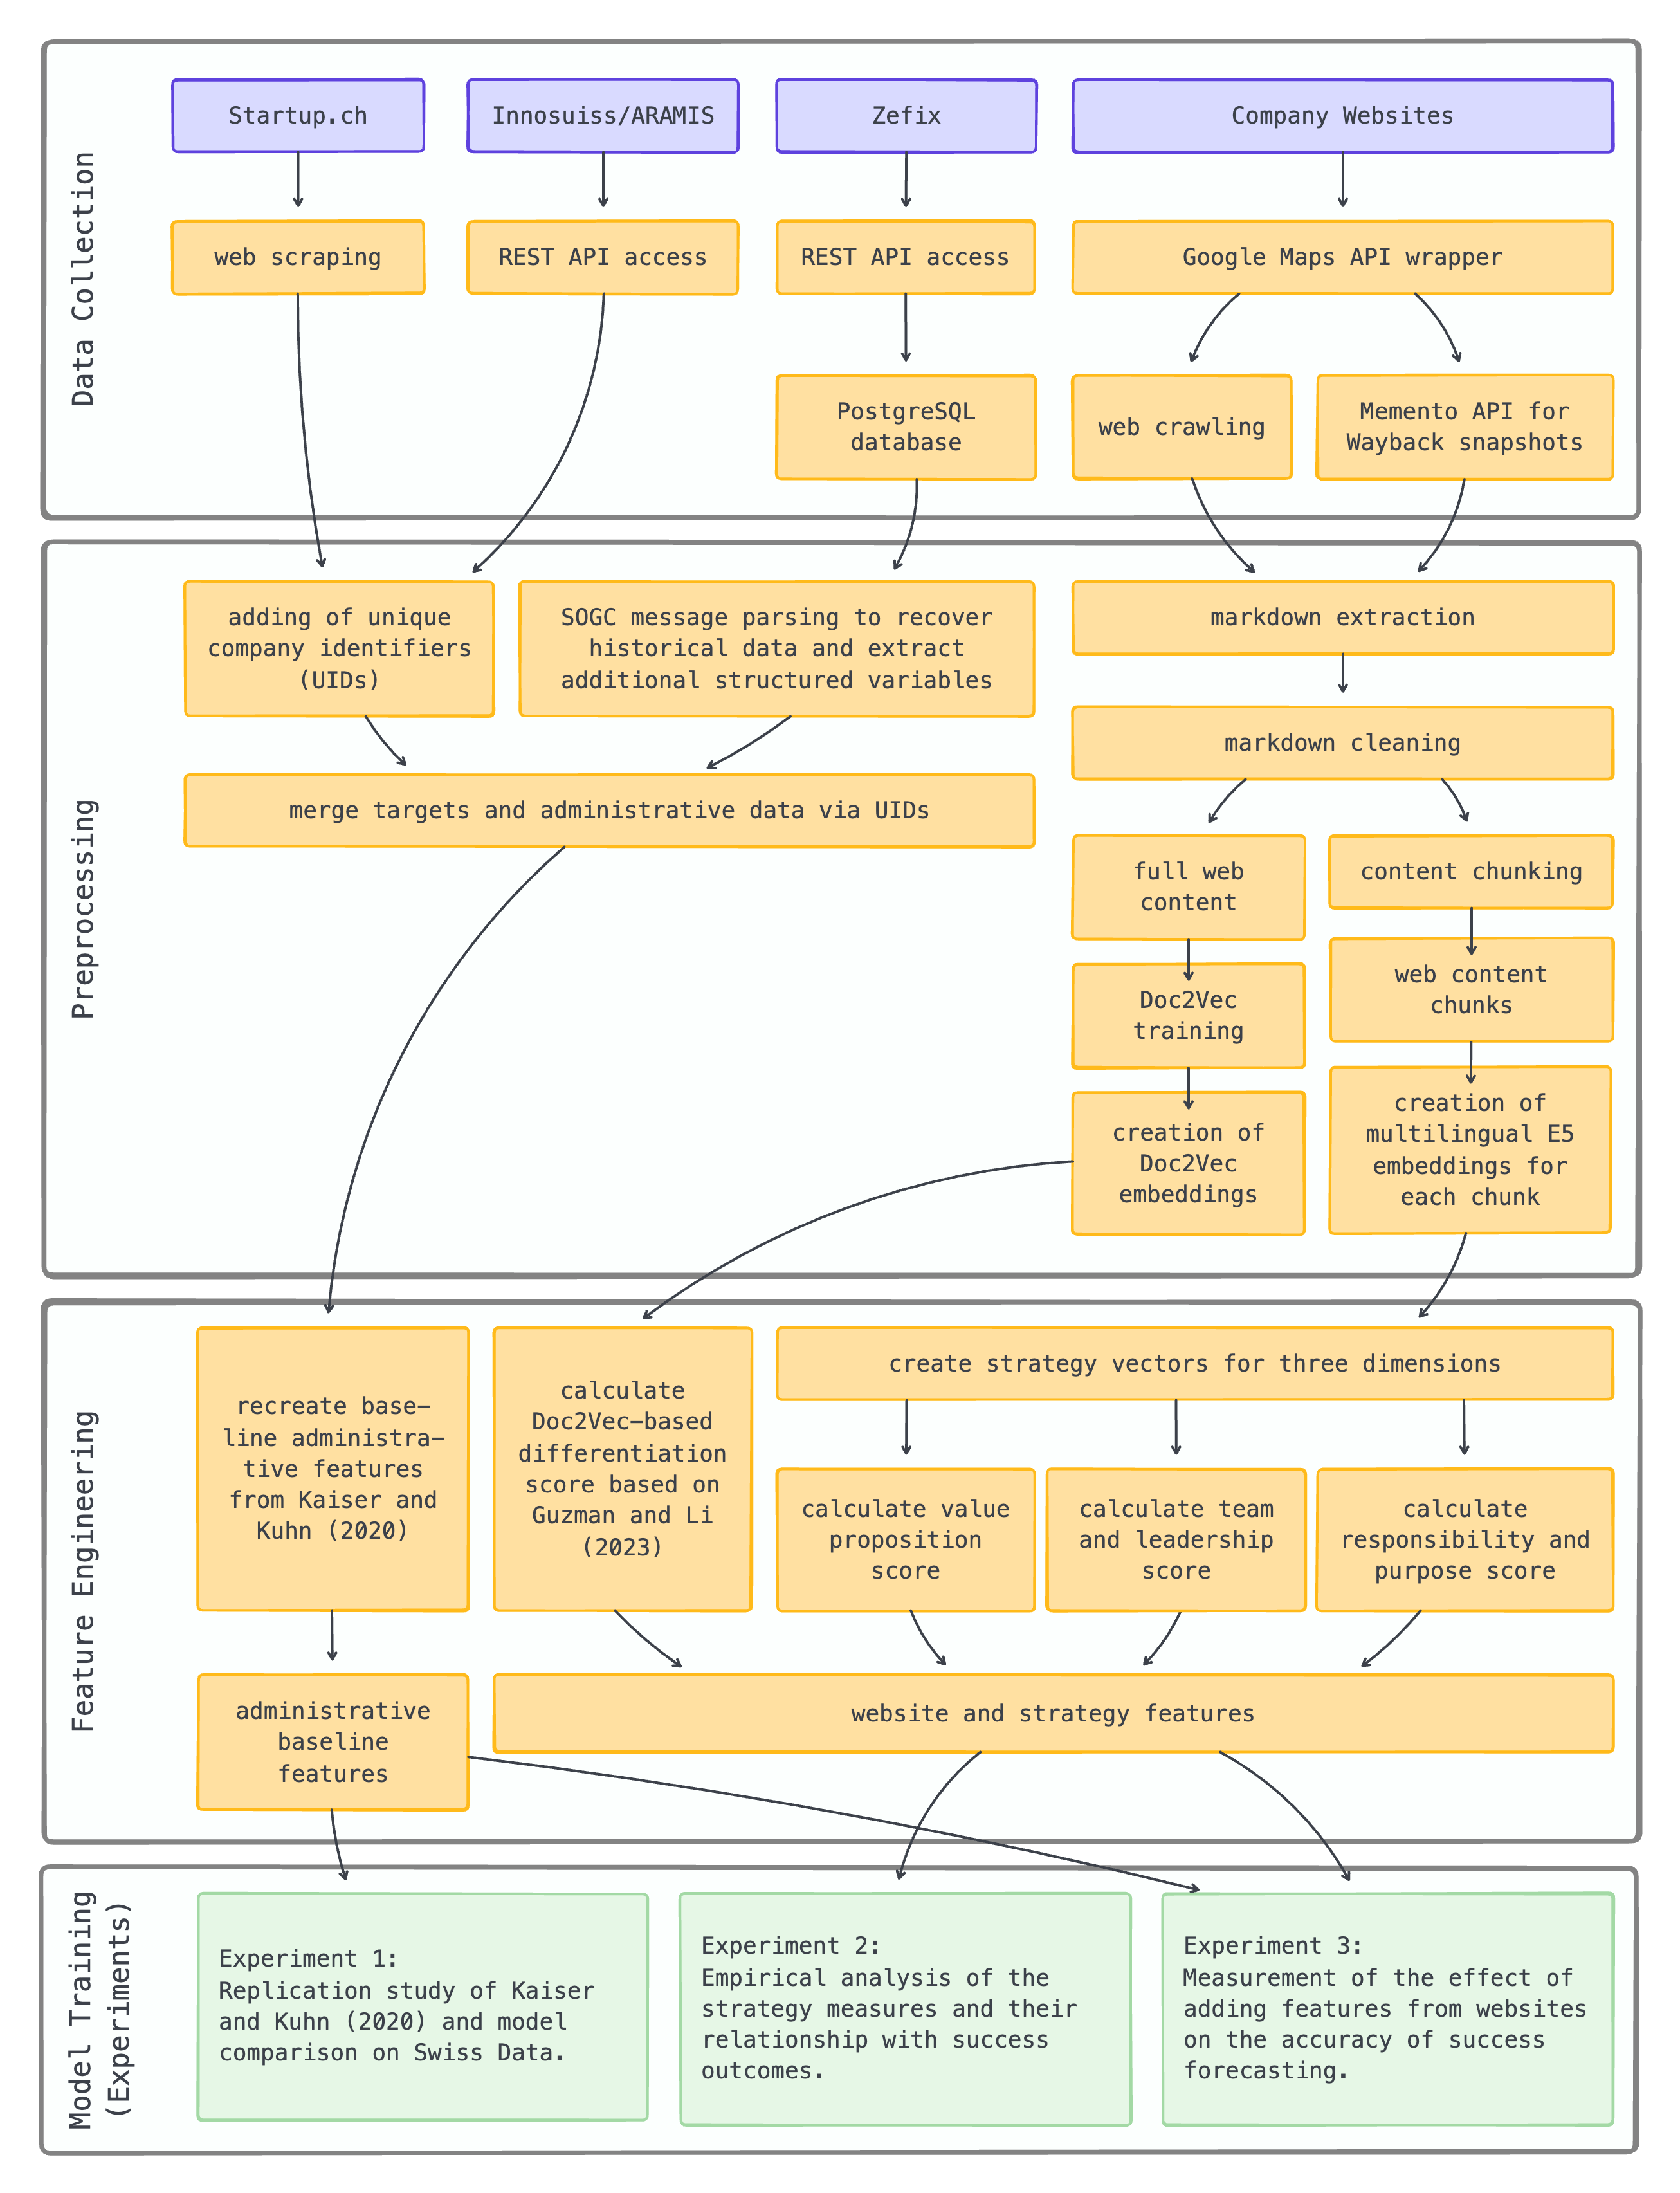 Data Collection
Startup.ch
Innosuiss/ARAMIS
Zefix
Company Websites
web scraping
REST API access
REST API access
Google Maps API wrapper
PostgreSQL
database
web crawling
Memento API for
Wayback snapshots
Preprocessing
adding of unique
company identifiers
(UIDs)
SOGC message parsing to recover
historical data and extract
additional structured variables
markdown extraction
markdown cleaning
merge targets and administrative data via UIDs
full web
content
content chunking
Doc2Vec
training
web content
chunks
creation of
Doc2Vec
embeddings
creation of
multilingual E5
embeddings for
each chunk
Feature Engineering
recreate base–
line administra–
tive features
from Kaiser and
Kuhn (2020)
calculate
Doc2Vec–based
differentiation
score based on
Guzman and Li
(2023)
create strategy vectors for three dimensions
calculate value
proposition
score
calculate team
and leadership
score
calculate
responsibility and
purpose score
administrative
baseline
features
website and strategy features
Model Training
(Experiments)
Experiment 1:
Replication study of Kaiser
and Kuhn (2020) and model
comparison on Swiss Data.
Experiment 2:
Empirical analysis of the
strategy measures and their
relationship with success
outcomes.
Experiment 3:
Measurement of the effect of
adding features from websites
on the accuracy of success
forecasting.